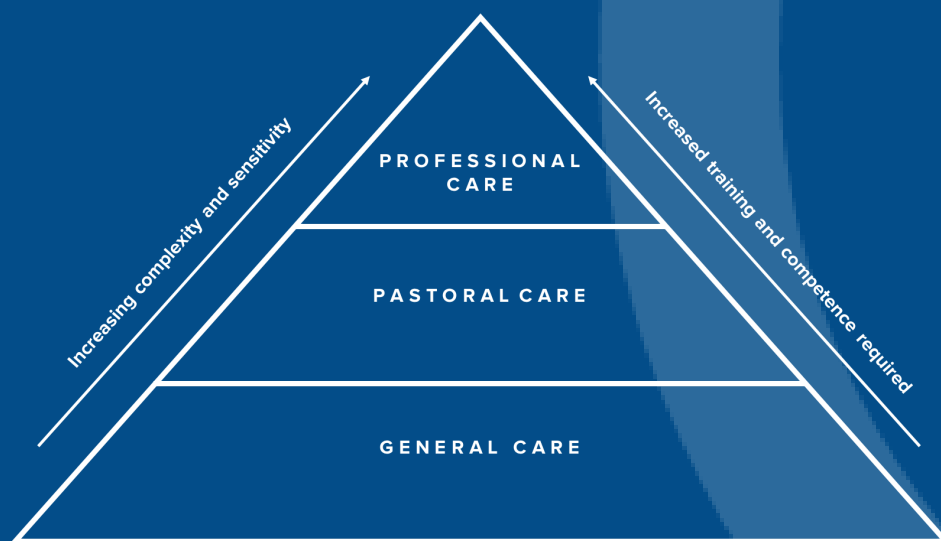 Increasing complexity and sensitivity
Increased training and competence required
PROFESSIONAL
CARE
PASTORAL CARE
GENERAL CARE